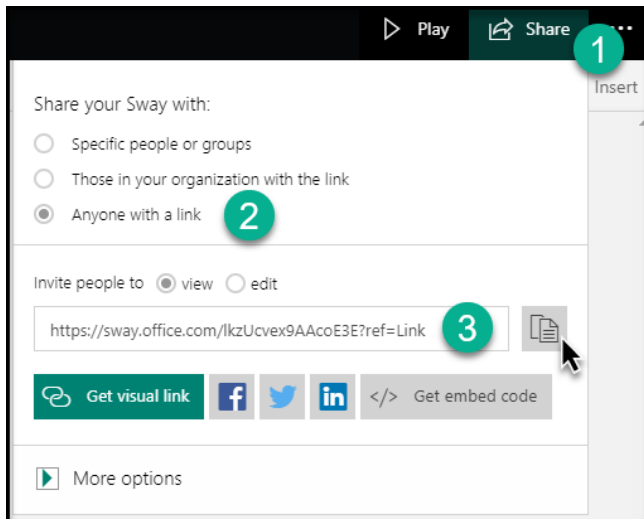 Play Share ...
1
Insert
Share your Sway with:
Specific people or groups
Those in your organization with the link
Anyone with a link 2
Invite people to view edit
https://sway.office.com/lkzUcvex9AAcoE3E?ref=Link 3
Get visual link f in </> Get embed code
More options